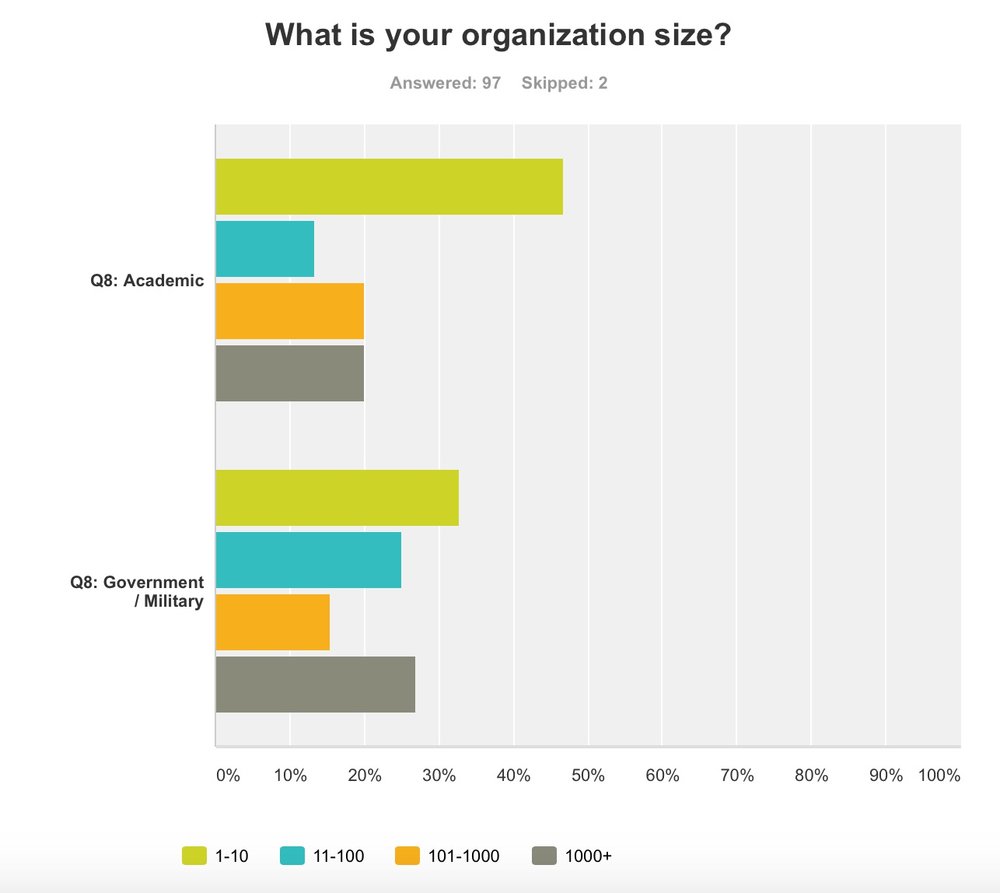 What is your organization size?
Answered: 97 Skipped: 2
Q8: Academic
Q8: Government
/ Military
0% 10% 20% 30% 40% 50% 60% 70% 80% 90% 100%
1-10 11-100 101-1000 1000+